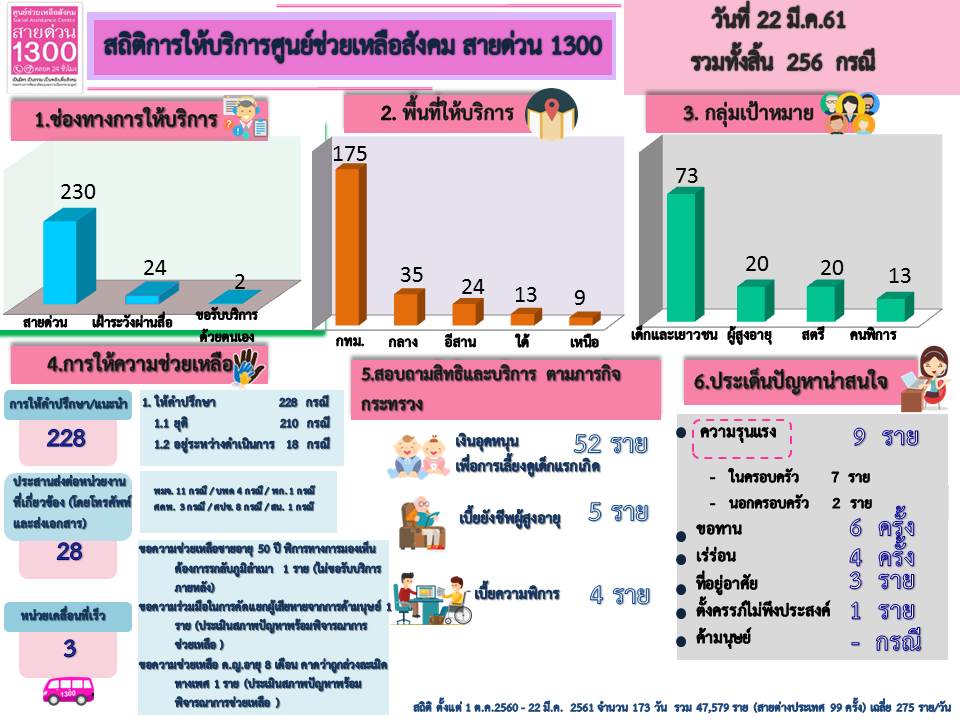 ศูนย์ช่วยเหลือสังคม
Social Assistance Center
สายด่วน
1300
ตลอด 24 ชั่วโมง
สถิติการให้บริการศูนย์ช่วยเหลือสังคม สายด่วน 1300
วันที่ 22 มี.ค.61
รวมทั้งสิ้น 256 กรณี
1.ช่องทางการให้บริการ
230
24
2
สายด่วน
เฝ้าระวังผ่านสื่อ
ขอรับบริการ
ด้วยตนเอง
2. พื้นที่ให้บริการ
175
35
24
13
9
กทม.
กลาง
อีสาน
ใต้
เหนือ
3. กลุ่มเป้าหมาย
73
20
20
13
เด็กและเยาวชน
ผู้สูงอายุ
สตรี
คนพิการ
4.การให้ความช่วยเหลือ
การให้คำปรึกษา/แนะนำ
228
1. ให้คำปรึกษา 228 กรณี
1.1 ยุติ 210 กรณี
1.2 อยู่ระหว่างดำเนินการ 18 กรณี
ประสานส่งต่อหน่วยงาน
ที่เกี่ยวข้อง (โดยโทรศัพท์
และส่งเอกสาร)
28
พมจ. 11 กรณี / บพด 4 กรณี / พก. 1 กรณี
สคพ. 3 กรณี / ศปข. 8 กรณี / สน. 1 กรณี
หน่วยเคลื่อนที่เร็ว
3
1300
ขอความช่วยเหลือชายอายุ 50 ปี พิการทางการมองเห็น
ต้องการรกลับภูมิลำเนา 1 ราย (ไม่ขอรับบริการ
ภายหลัง)
ขอความร่วมมือในการคัดแยกผู้เสียหายจากการค้ามนุษย์ 1
ราย (ประเมินสภาพปัญหาพร้อมพิจารณาการ
ช่วยเหลือ )
ขอความช่วยเหลือ ด.ญ.อายุ 8 เดือน คาดว่าถูกล่วงละเมิด
ทางเพศ 1 ราย (ประเมินสภาพปัญหาพร้อม
พิจารณาการช่วยเหลือ )
5.สอบถามสิทธิและบริการ ตามภารกิจ
กระทรวง
เงินอุดหนุน 52 ราย
เพื่อการเลี้ยงดูเด็กแรกเกิด
เบี้ยยังชีพผู้สูงอายุ 5 ราย
เบี้ยความพิการ 4 ราย
6.ประเด็นปัญหาน่าสนใจ
ความรุนแรง 9 ราย
- ในครอบครัว 7 ราย
- นอกครอบครัว 2 ราย
ขอทาน 6 ครั้ง
เร่ร่อน 4 ครั้ง
ที่อยู่อาศัย 3 ราย
ตั้งครรภ์ไม่พึงประสงค์ 1 ราย
ค้ามนุษย์ - กรณี
สถิติ ตั้งแต่ 1 ต.ค.2560 - 22 มี.ค. 2561 จำนวน 173 วัน รวม 47,579 ราย (สายต่างประเทศ 99 ครั้ง) เฉลี่ย 275 ราย/วัน